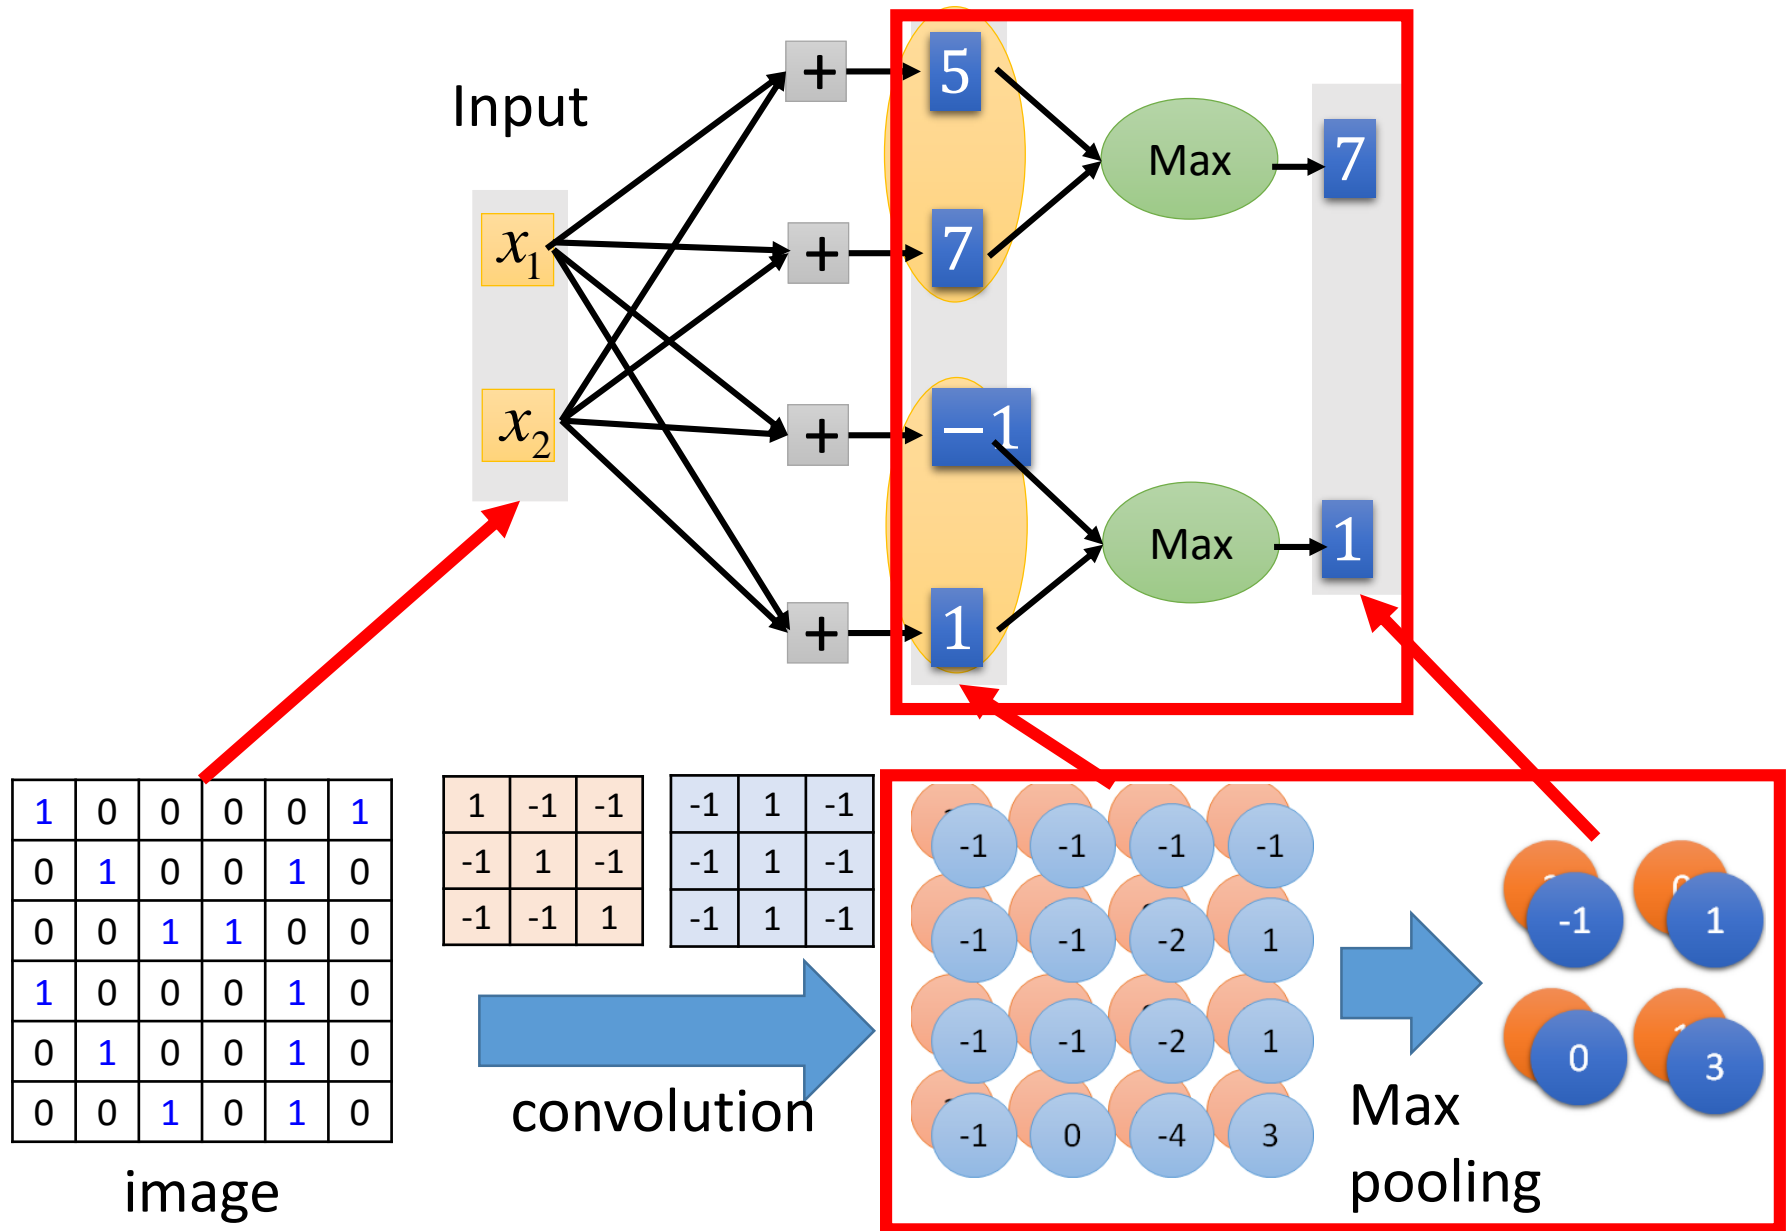 Input
+
5
Max
7
x1
+
7
x2
+
−1
Max
1
+
1
1 0 0 0 0 1
0 1 0 0 1 0
0 0 1 1 0 0
1 0 0 0 1 0
0 1 0 0 1 0
0 0 1 0 1 0
image
1 -1 -1
-1 1 -1
-1 -1 1
-1 1 -1
-1 1 -1
-1 1 -1
convolution
-1 -1 -1 -1
-1 -1 -2 1
-1 -1 -2 1
-1 0 -4 3
Max
pooling
-1 1
0 3